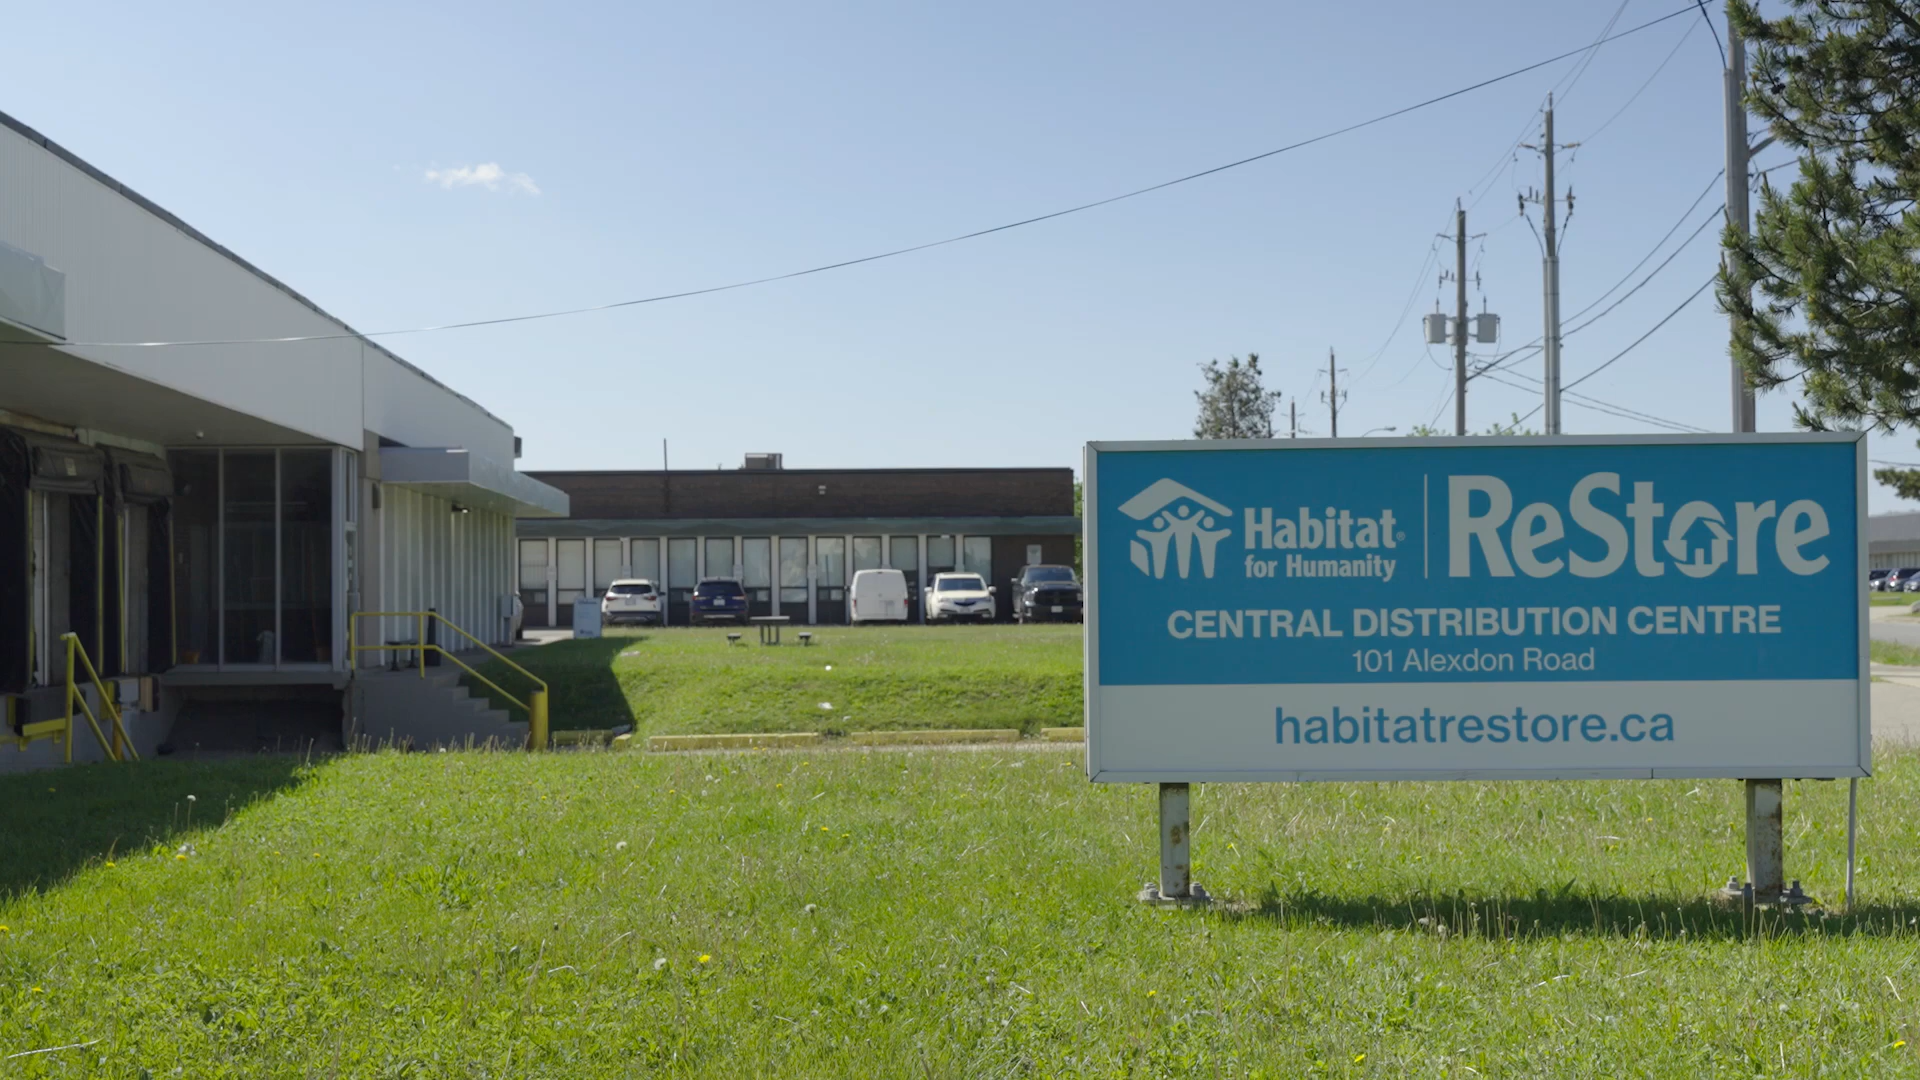 Habitat®
for Humanity
ReStore
CENTRAL DISTRIBUTION CENTRE
101 Alexdon Road
habitatrestore.ca